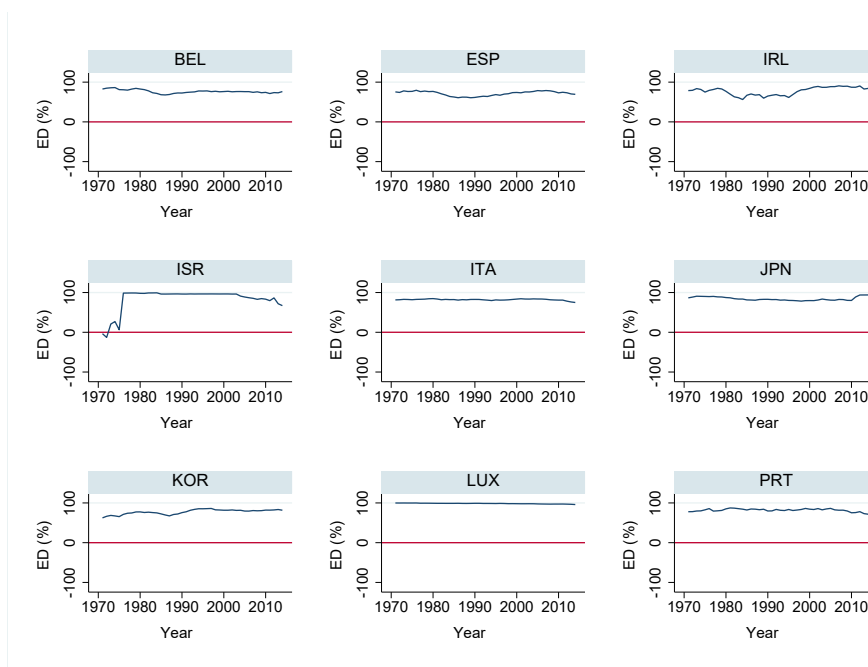 BEL ESP IRL
ED (%) -100 0 100 ED (%) -100 0 100 ED (%) -100 0 100
1970 1980 1990 2000 2010 1970 1980 1990 2000 2010 1970 1980 1990 2000 2010
Year Year Year
ISR ITA JPN
ED (%) -100 0 100 ED (%) -100 0 100 ED (%) -100 0 100
1970 1980 1990 2000 2010 1970 1980 1990 2000 2010 1970 1980 1990 2000 2010
Year Year Year
KOR LUX PRT
ED (%) -100 0 100 ED (%) -100 0 100 ED (%) -100 0 100
1970 1980 1990 2000 2010 1970 1980 1990 2000 2010 1970 1980 1990 2000 2010
Year Year Year